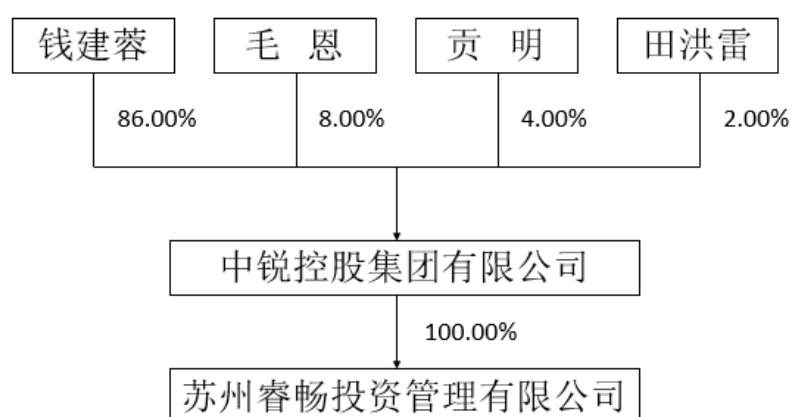 钱建蓉
毛 恩
贡 明
田洪雷
86.00%
8.00%
4.00%
2.00%
中锐控股集团有限公司
100.00%
苏州睿畅投资管理有限公司